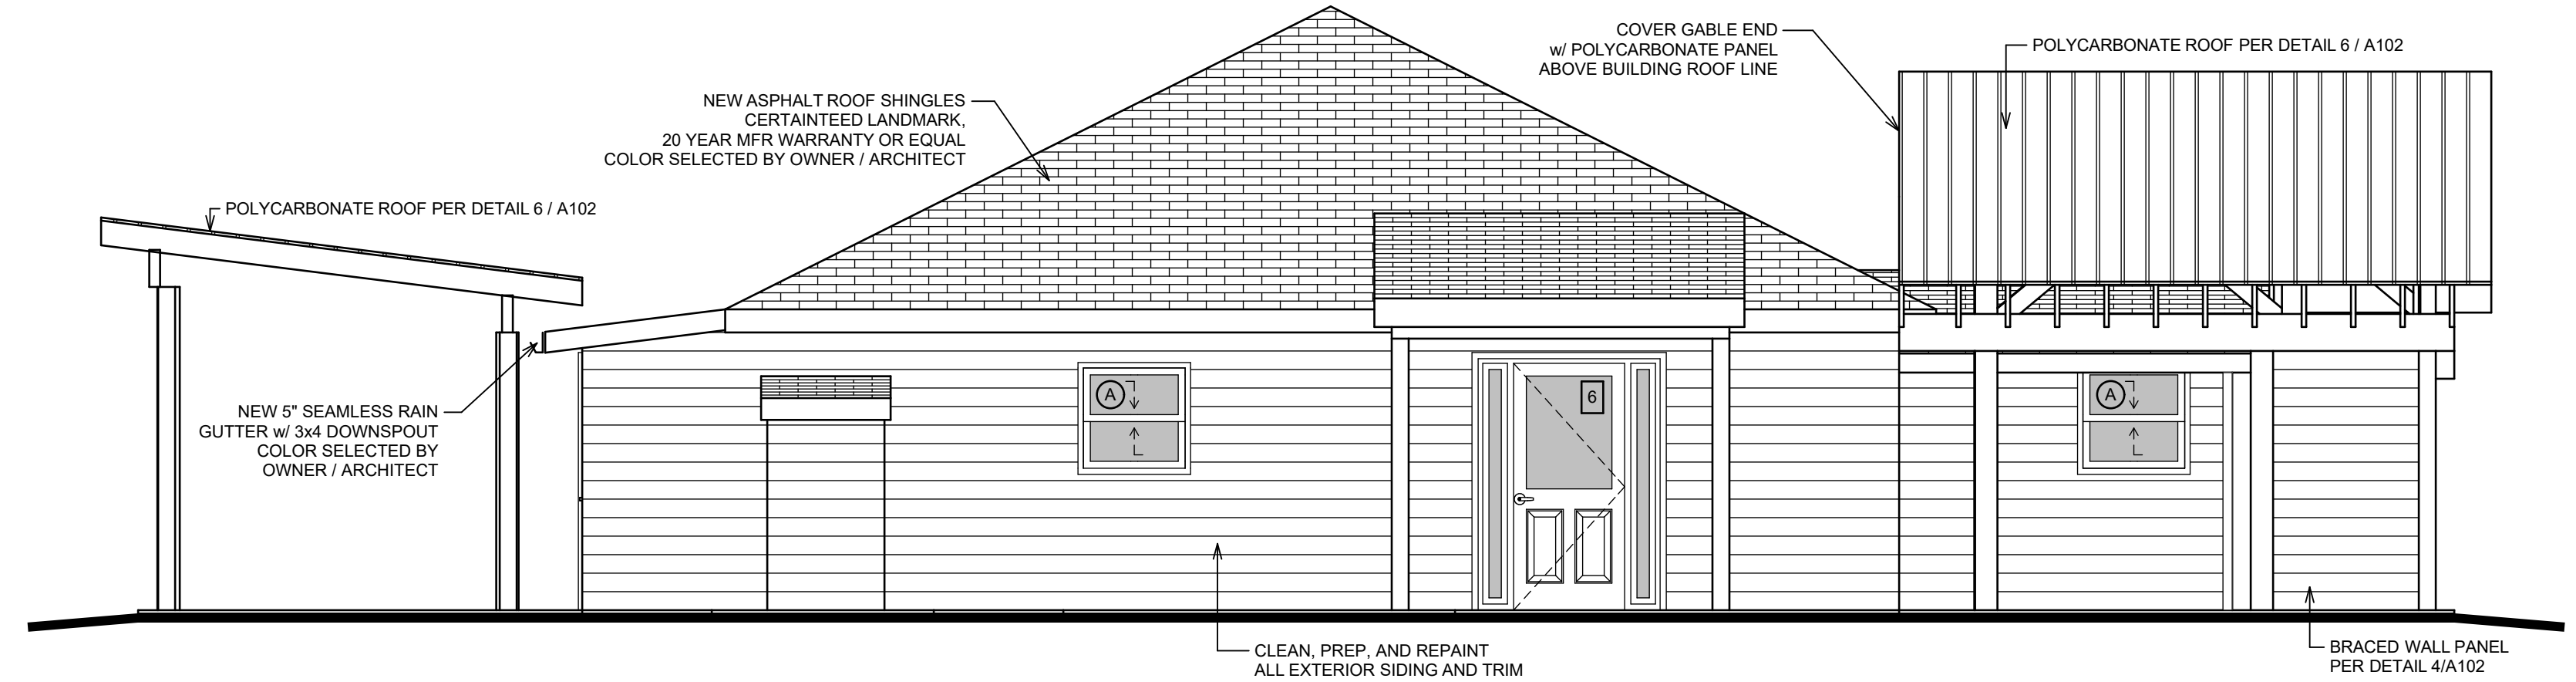 COVER GABLE END
w/ POLYCARBONATE PANEL
ABOVE BUILDING ROOF LINE
POLYCARBONATE ROOF PER DETAIL 6 / A102
NEW ASPHALT ROOF SHINGLES
CERTAINTEED LANDMARK,
20 YEAR MFR WARRANTY OR EQUAL
COLOR SELECTED BY OWNER / ARCHITECT
POLYCARBONATE ROOF PER DETAIL 6 / A102
NEW 5" SEAMLESS RAIN
GUTTER w/ 3x4 DOWNSPOUT
COLOR SELECTED BY
OWNER / ARCHITECT
A
6
A
CLEAN, PREP, AND REPAINT
ALL EXTERIOR SIDING AND TRIM
BRACED WALL PANEL
PER DETAIL 4/A102